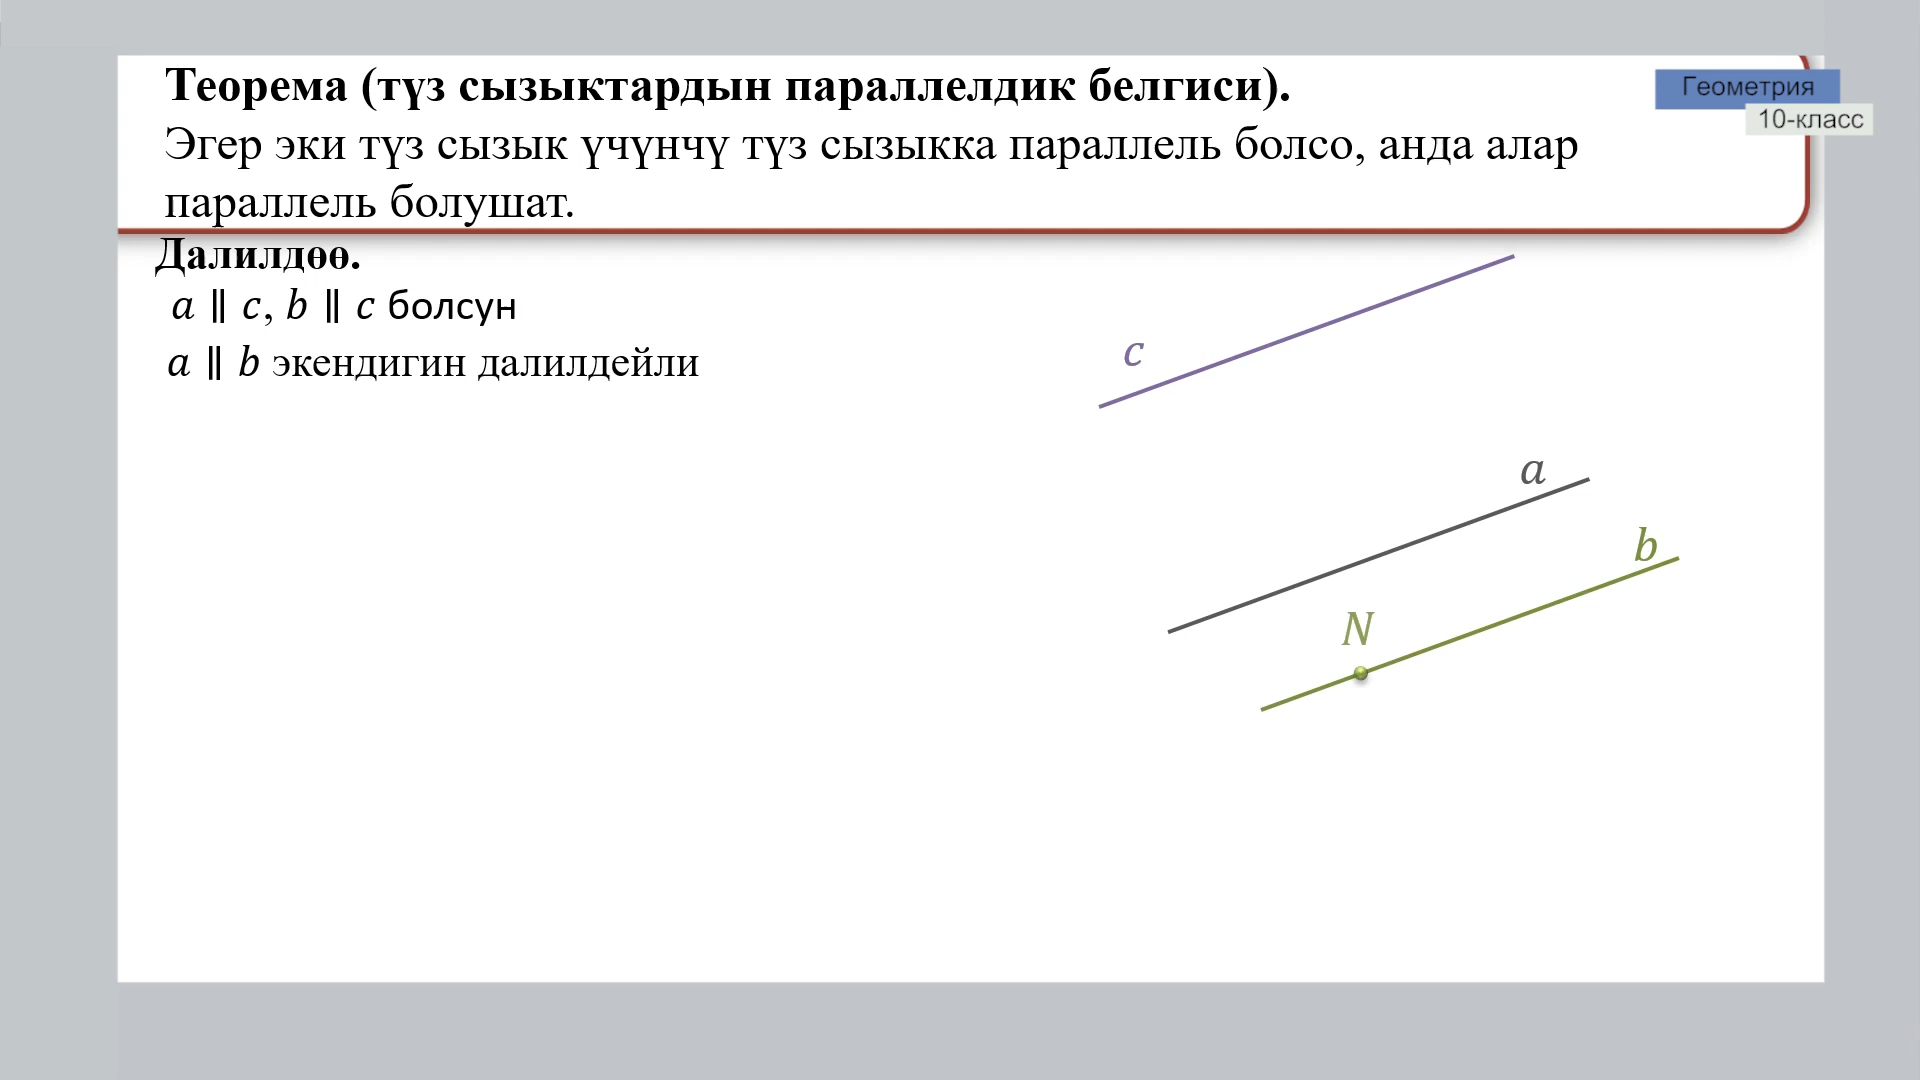 Теорема (түз сызыктардын параллелдик белгиси).
Эгер эки түз сызык үчүнчү түз сызыкка параллель болсо, анда алар
параллель болушат.
Геометрия
10-класс
Далилдөө.
a ∥ c, b ∥ c болсун
a ∥ b экендигин далилдейли
c
a
b
N